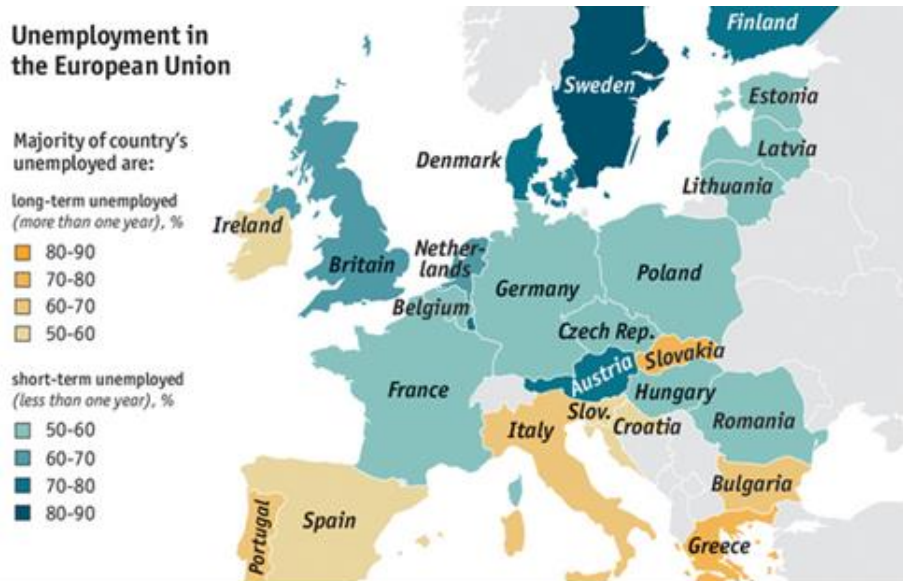 Unemployment in
the European Union
Majority of country's
unemployed are:
long-term unemployed
(more than one year), %
80-90
70-80
60-70
50-60
short-term unemployed
(less than one year), %
50-60
60-70
70-80
80-90
Finland
Sweden
Estonia
Latvia
Lithuania
Denmark
Ireland
Britain
Nether-
lands
Belgium
Germany
Poland
Czech Rep.
Slovakia
Austria
Hungary
France
Slov.
Croatia
Romania
Italy
Bulgaria
Spain
Portugal
Greece